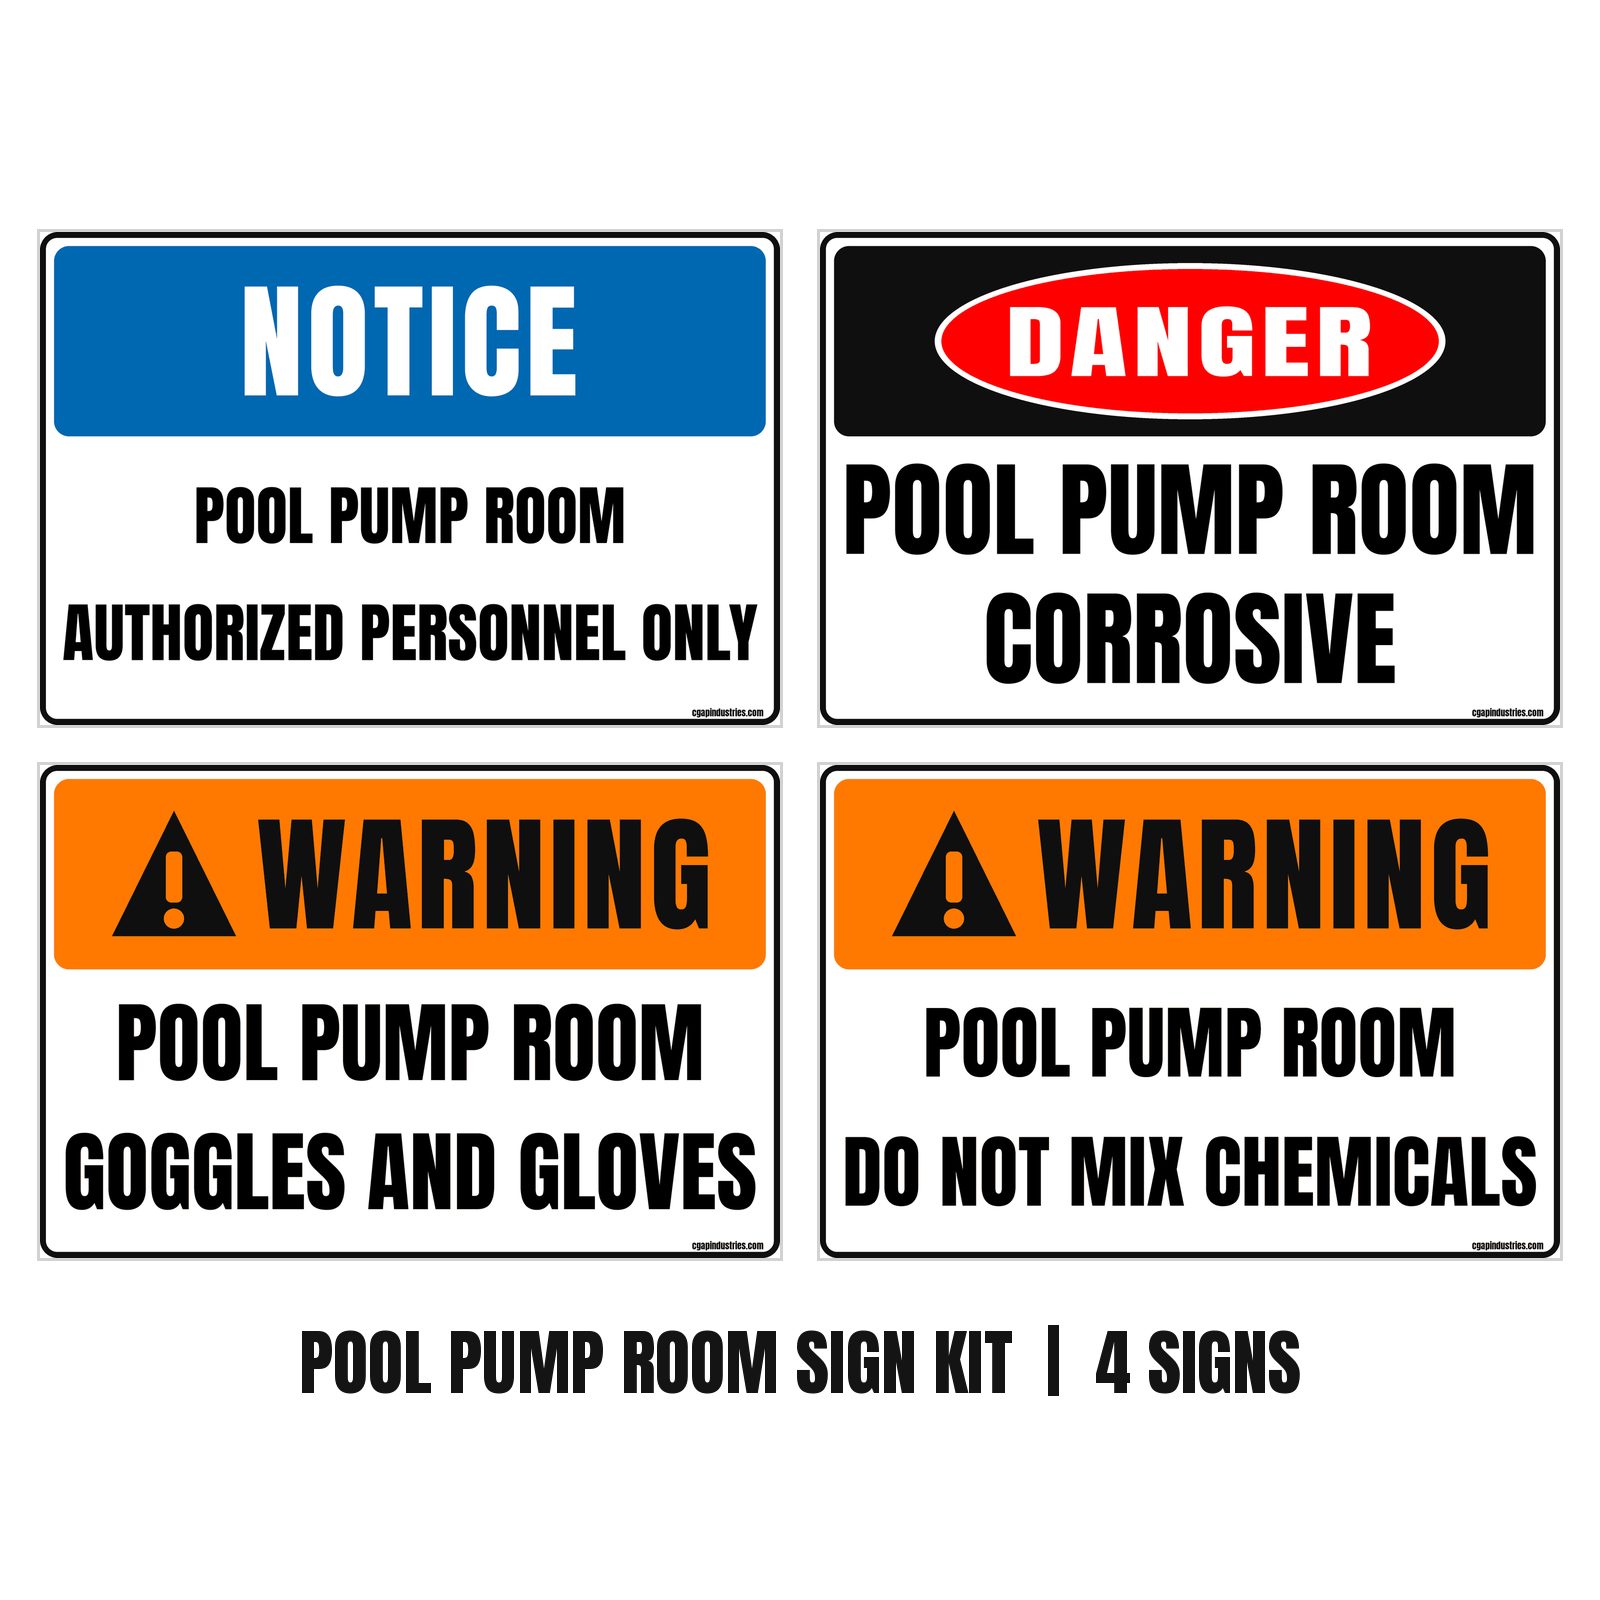 NOTICE
POOL PUMP ROOM
AUTHORIZED PERSONNEL ONLY
cgapindustries.com
DANGER
POOL PUMP ROOM
CORROSIVE
cgapindustries.com
WARNING
POOL PUMP ROOM
GOGGLES AND GLOVES
cgapindustries.com
WARNING
POOL PUMP ROOM
DO NOT MIX CHEMICALS
cgapindustries.com
POOL PUMP ROOM SIGN KIT | 4 SIGNS